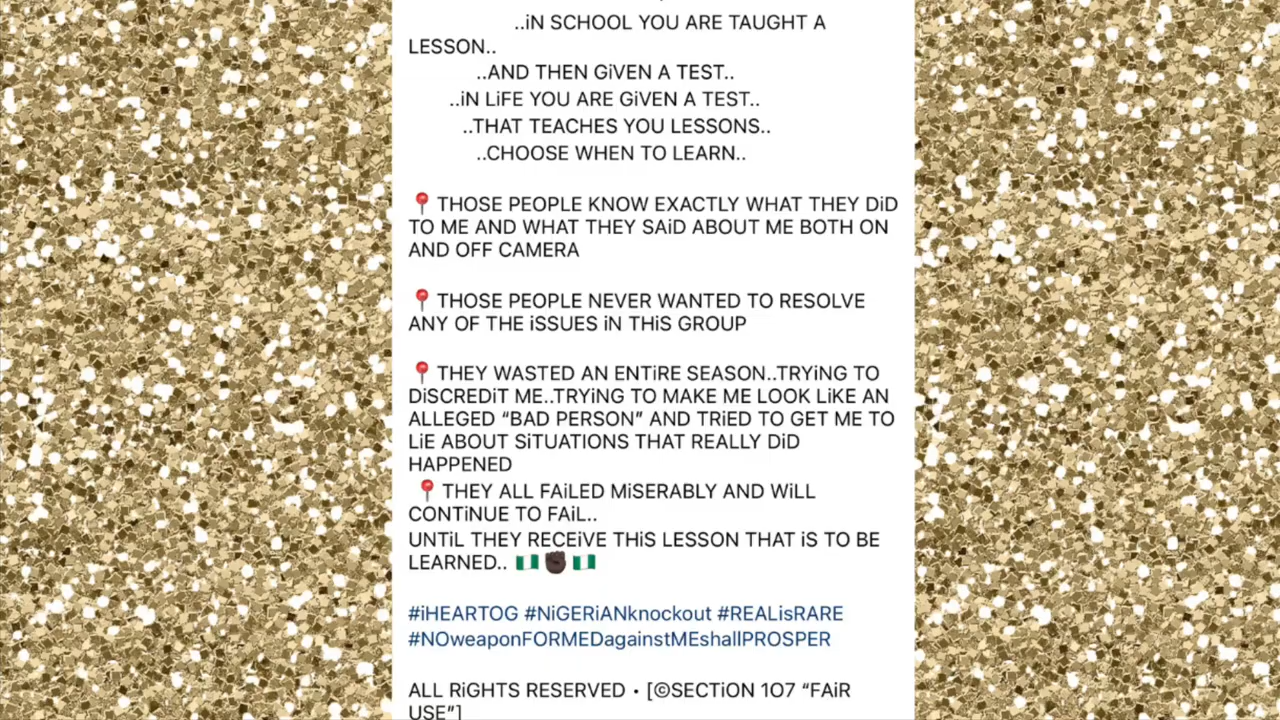 ..iN SCHOOL YOU ARE TAUGHT A
LESSON..
..AND THEN GiVEN A TEST..
..iN LiFE YOU ARE GiVEN A TEST..
..THAT TEACHES YOU LESSONS..
..CHOOSE WHEN TO LEARN..
📍THOSE PEOPLE KNOW EXACTLY WHAT THEY DiD
TO ME AND WHAT THEY SAiD ABOUT ME BOTH ON
AND OFF CAMERA
📍THOSE PEOPLE NEVER WANTED TO RESOLVE
ANY OF THE iSSUES iN THiS GROUP
📍THEY WASTED AN ENTiRE SEASON..TRYiNG TO
DiSCREDiT ME..TRYiNG TO MAKE ME LOOK LiKE AN
ALLEGED “BAD PERSON” AND TRiED TO GET ME TO
LiE ABOUT SiTUATIONS THAT REALLY DiD
HAPPENED
📍THEY ALL FAiLED MiSERABLY AND WiLL
CONTiNUE TO FAiL..
UNTiL THEY RECEiVE THiS LESSON THAT iS TO BE
LEARNED.. 🇳🇬✊🏿🇳🇬
#iHEARTOG #NiGERiANknockout #REALisRARE
#NOweaponFORMEDagainstMEshallPROSPER
ALL RiGHTS RESERVED • [©SECTiON 1O7 “FAiR
USE”]